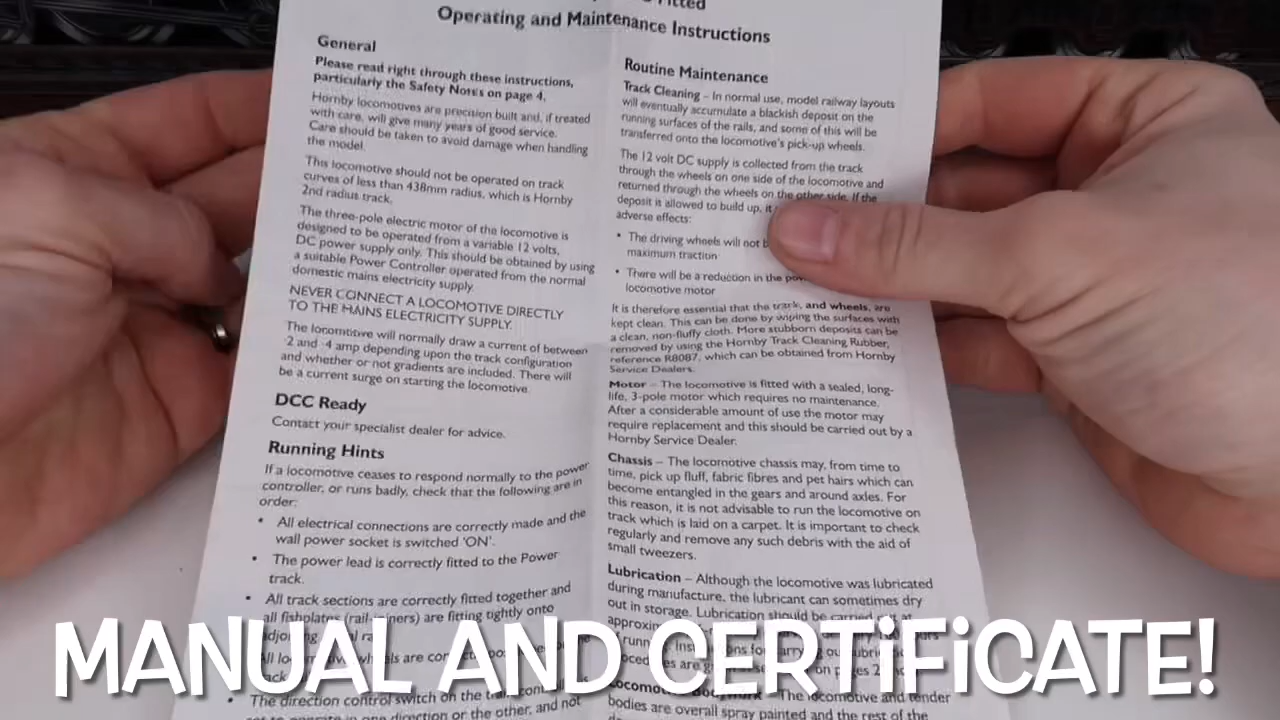 Fitted
Operating and Maintenance Instructions
General
Please read right through these instructions,
particularly the Safety Notes on page 4.
Hornby locomotives are precision built and, if treated
with care, will give many years of good service.
Care should be taken to avoid damage when handling
the model.
This locomotive should not be operated on track
curves of less than 438mm radius, which is Hornby
2nd radius track.
The three-pole electric motor of the locomotive is
designed to be operated from a variable 12 volts,
DC power supply only. This should be obtained by using
a suitable Power Controller operated from the normal
domestic mains electricity supply.
NEVER CONNECT A LOCOMOTIVE DIRECTLY
TO THE MAINS ELECTRICITY SUPPLY.
The locomotive will normally draw a current of between
·2 and ·4 amp depending upon the track configuration
and whether or not gradients are included. There will
be a current surge on starting the locomotive.
DCC Ready
Contact your specialist dealer for advice.
Running Hints
If a locomotive ceases to respond normally to the power
controller, or runs badly, check that the following are in
order:
• All electrical connections are correctly made and the
wall power socket is switched 'ON'.
• The power lead is correctly fitted to the Power
track.
• All track sections are correctly fitted together and
all fishplates (rail joiners) are fitting tightly onto
• The direction control switch on the
to operate in one direction or the other, and not
Routine Maintenance
Track Cleaning – In normal use, model railway layouts
will eventually accumulate a blackish deposit on the
running surfaces of the rails, and some of this will be
transferred onto the locomotive's pick-up wheels.
The 12 volt DC supply is collected from the track
through the wheels on one side of the locomotive and
returned through the wheels on the other side. If the
deposit is allowed to build up, it
adverse effects:
• The driving wheels will not
maximum traction
• There will be a reduction in the
locomotive motor
It is therefore essential that the track, and wheels, are
kept clean. This can be done by wiping the surfaces with
a clean, non-fluffy cloth. More stubborn deposits can be
removed by using the Hornby Track Cleaning Rubber,
reference R8087, which can be obtained from Hornby
Service Dealers.
Motor – The locomotive is fitted with a sealed, long-
life, 3-pole motor which requires no maintenance.
After a considerable amount of use the motor may
require replacement and this should be carried out by a
Hornby Service Dealer.
Chassis – The locomotive chassis may, from time to
time, pick up fluff, fabric fibres and pet hairs which can
become entangled in the gears and around axles. For
this reason, it is not advisable to run the locomotive on
track which is laid on a carpet. It is important to check
regularly and remove any such debris with the aid of
small tweezers.
Lubrication – Although the locomotive was lubricated
during manufacture, the lubricant can sometimes dry
out in storage. Lubrication should be carried out at
The locomotive and tender
bodies are overall spray painted and the rest of the
MANUAL AND CERTIFICATE!